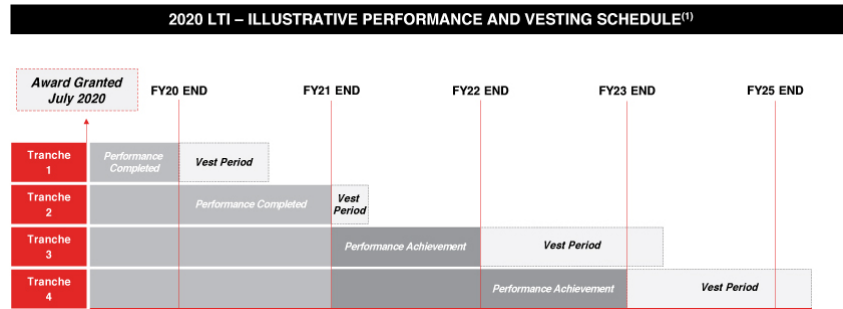 2020 LTI – ILLUSTRATIVE PERFORMANCE AND VESTING SCHEDULE(1)
Award Granted
July 2020
FY20 END
FY21 END
FY22 END
FY23 END
FY25 END
Tranche
1
Performance
Completed
Vest Period
Tranche
2
Performance Completed
Vest
Period
Tranche
3
Performance Achievement
Vest Period
Tranche
4
Performance Achievement
Vest Period